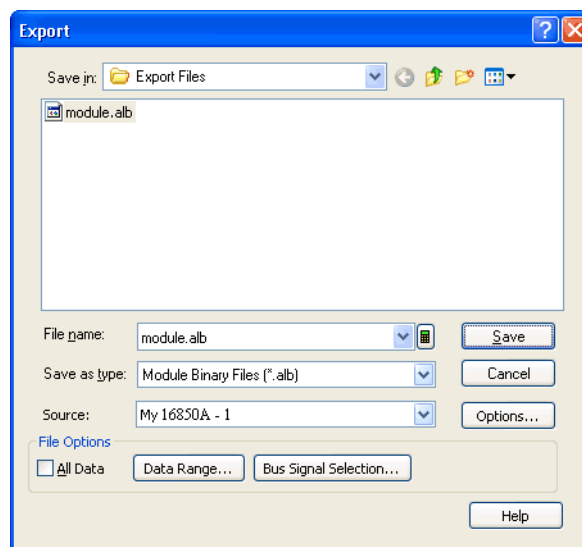 Export
Save in: Export Files
module.alb
File name: module.alb Save
Save as type: Module Binary Files (*.alb) Cancel
Source: My 16850A - 1 Options...
File Options
All Data Data Range... Bus Signal Selection...
Help